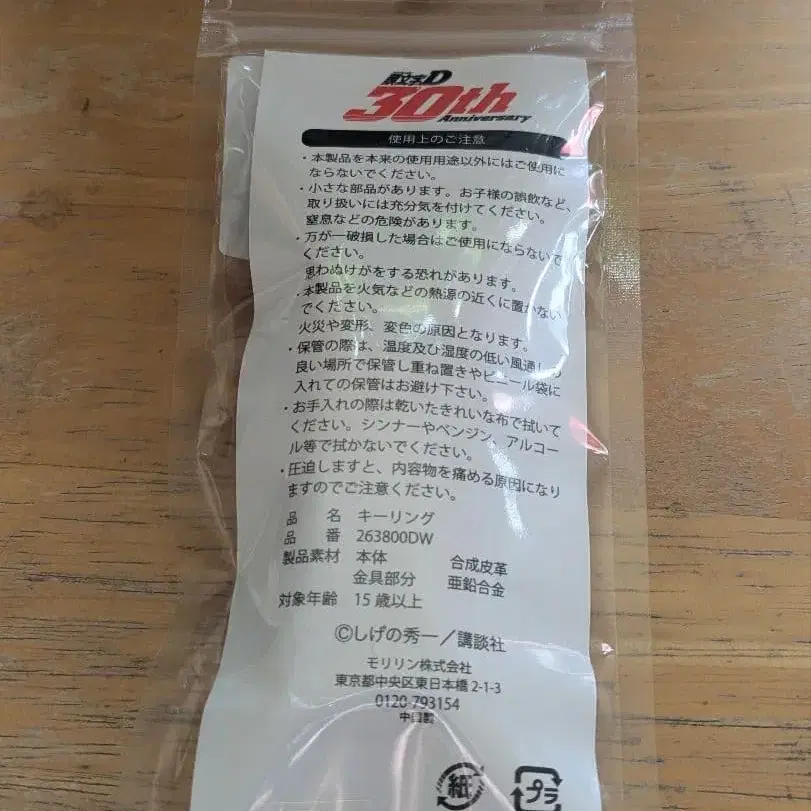 頭文字D
30th
Anniversary
使用上のご注意
・本製品を本来の使用用途以外にはご使用に
ならないでください。
・小さな部品があります。お子様の誤飲など、
取り扱いには充分気を付けてください。
窒息などの危険があります。
・万が一破損した場合はご使用にならないで
ください。
思わぬけがをする恐れがあります。
・本製品を火気などの熱源の近くに置かない
でください。
火災や変形、変色の原因となります。
・保管の際は、温度及び湿度の低い風通しの
良い場所で保管し重ね置きやビニール袋に
入れての保管はお避け下さい。
・お手入れの際は乾いたきれいな布で拭いて
ください。シンナーやベンジン、アルコー
ル等で拭かないでください。
・圧迫しますと、内容物を痛める原因になり
ますのでご注意ください。
品 名 キーリング
品 番 263800DW
製品素材 本体 合成皮革
金具部分 亜鉛合金
対象年齢 15歳以上
©しげの秀一／講談社
モリリン株式会社
東京都中央区東日本橋2-1-3
0120-793154
中国製
紙 プラ